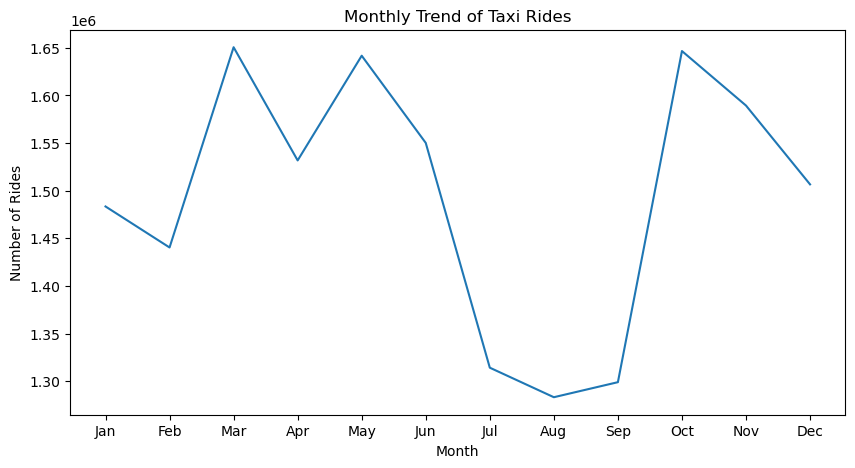 Monthly Trend of Taxi Rides
1e6
1.65
1.60
1.55
1.50
1.45
1.40
1.35
1.30
Number of Rides
Jan Feb Mar Apr May Jun Jul Aug Sep Oct Nov Dec
Month